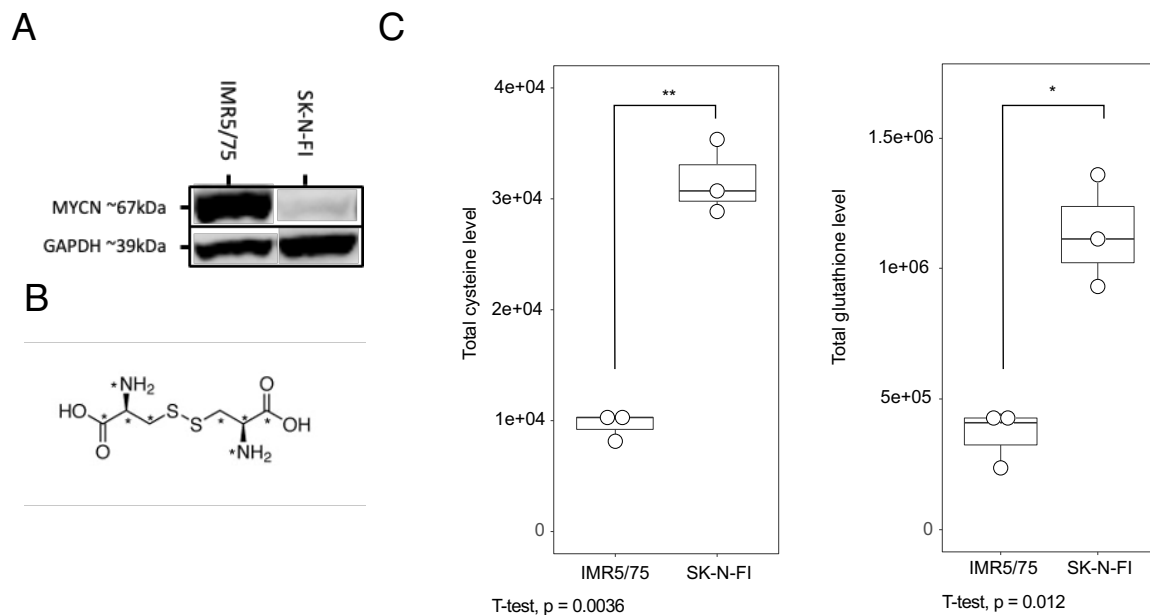 A
IMR5/75
SK-N-FI
MYCN ~67kDa
GAPDH ~39kDa
B
*NH₂
O
HO
*
*
*
S
S
*
*
*
OH
O
*NH₂
C
Total cysteine level
4e+04
3e+04
2e+04
1e+04
0
**
IMR5/75
SK-N-FI
T-test, p = 0.0036
Total glutathione level
1.5e+06
1e+06
5e+05
0
*
IMR5/75
SK-N-FI
T-test, p = 0.012